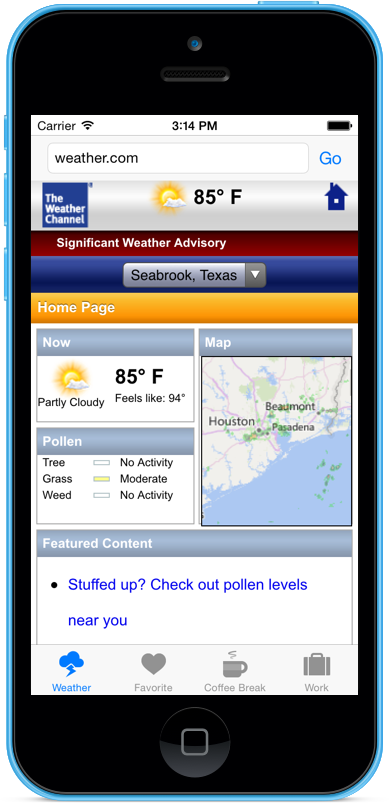 Carrier 3:14 PM
weather.com Go
The
Weather
Channel
85° F
Significant Weather Advisory
Seabrook, Texas
Home Page
Now
85° F
Partly Cloudy
Feels like: 94°
Map
Houston
Beaumont
Pasadena
Pollen
Tree No Activity
Grass Moderate
Weed No Activity
Featured Content
• Stuffed up? Check out pollen levels
near you
Weather Favorite Coffee Break Work